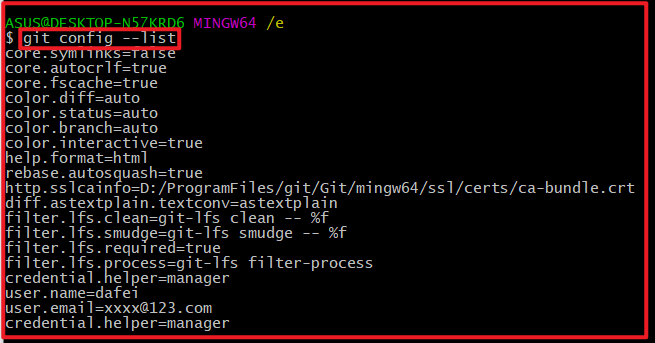 ASUS@DESKTOP-N57KRD6 MINGW64 /e
$ git config --list
core.symlinks=false
core.autocrlf=true
core.fscache=true
color.diff=auto
color.status=auto
color.branch=auto
color.interactive=true
help.format=html
rebase.autosquash=true
http.sslcainfo=D:/ProgramFiles/git/Git/mingw64/ssl/certs/ca-bundle.crt
diff.astextplain.textconv=astextplain
filter.lfs.clean=git-lfs clean -- %f
filter.lfs.smudge=git-lfs smudge -- %f
filter.lfs.required=true
filter.lfs.process=git-lfs filter-process
credential.helper=manager
user.name=dafei
user.email=xxxx@123.com
credential.helper=manager